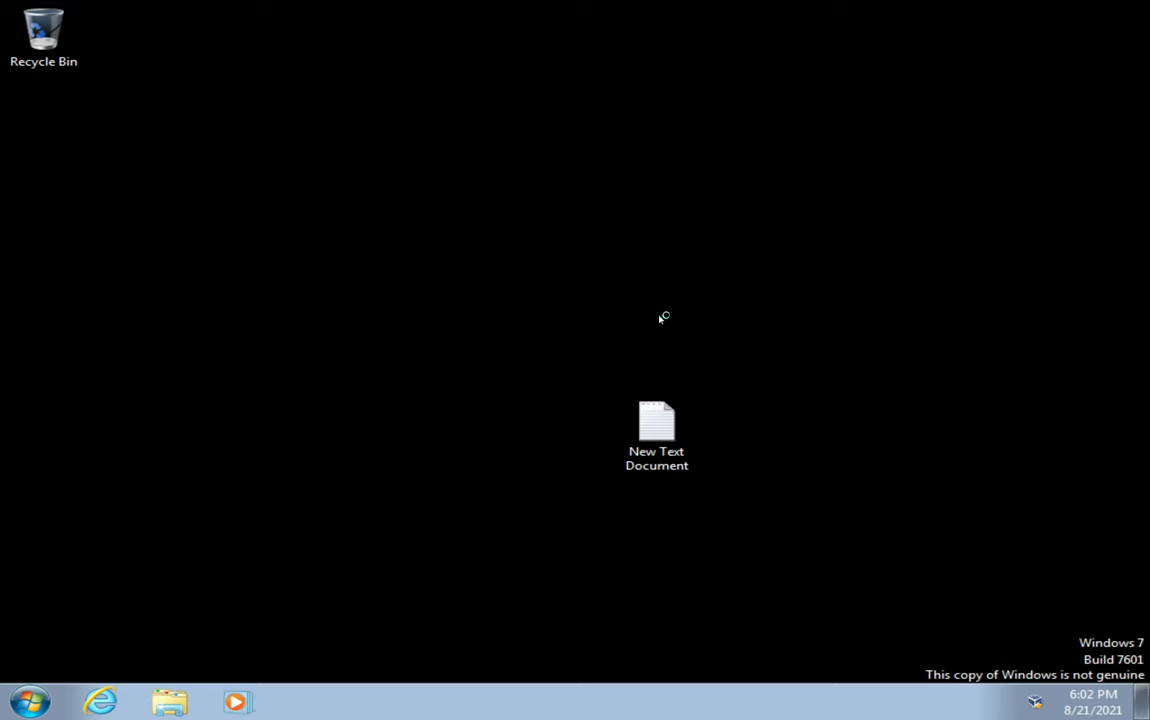 Recycle Bin
New Text
Document
Windows 7
Build 7601
This copy of Windows is not genuine
6:02 PM
8/21/2021